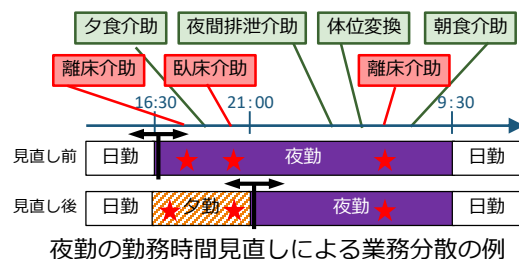 夕食介助 夜間排泄介助 体位変換 朝食介助
離床介助 臥床介助 離床介助
16:30 21:00 9:30
見直し前 日勤 夜勤 日勤
見直し後 日勤 夕勤 夜勤 日勤
夜勤の勤務時間見直しによる業務分散の例